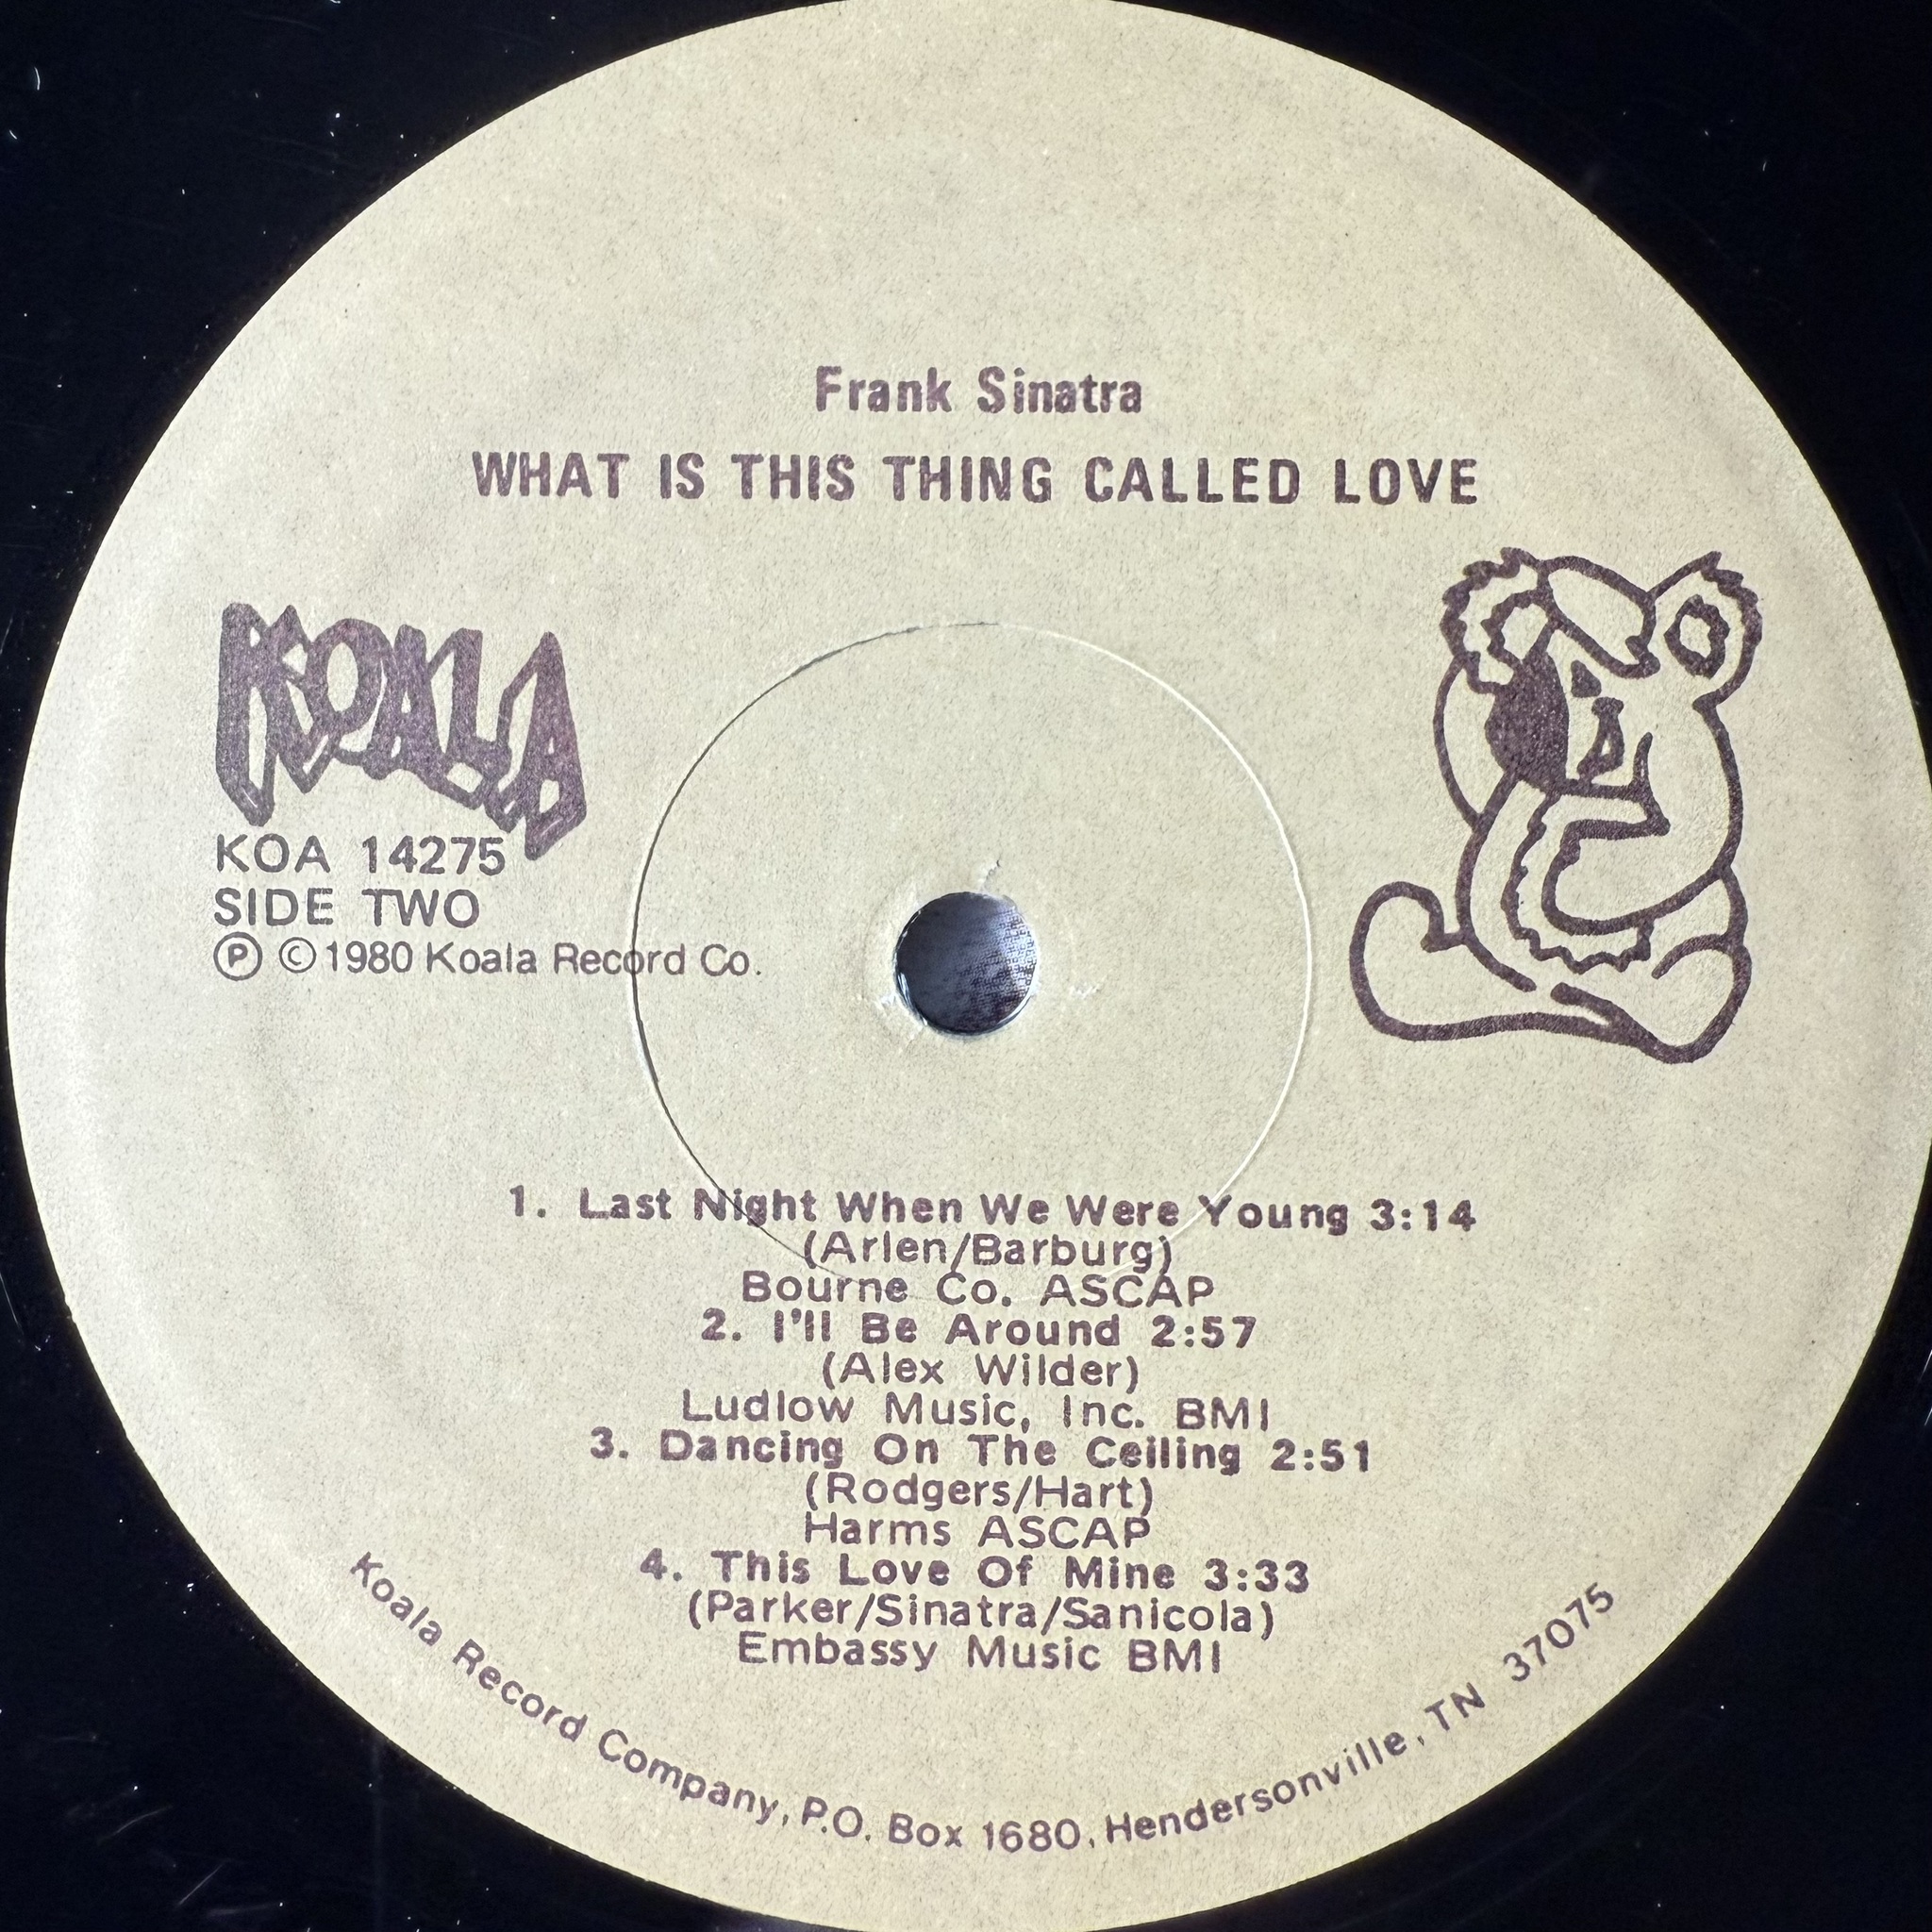 Frank Sinatra
WHAT IS THIS THING CALLED LOVE
KOALA
KOA 14275
SIDE TWO
Ⓟ ©1980 Koala Record Co.
1. Last Night When We Were Young 3:14
(Arlen/Barburg)
Bourne Co. ASCAP
2. I'll Be Around 2:57
(Alex Wilder)
Ludlow Music, Inc. BMI
3. Dancing On The Ceiling 2:51
(Rodgers/Hart)
Harms ASCAP
4. This Love Of Mine 3:33
(Parker/Sinatra/Sanicola)
Embassy Music BMI
Koala Record Company, P.O. Box 1680, Hendersonville, TN 37075